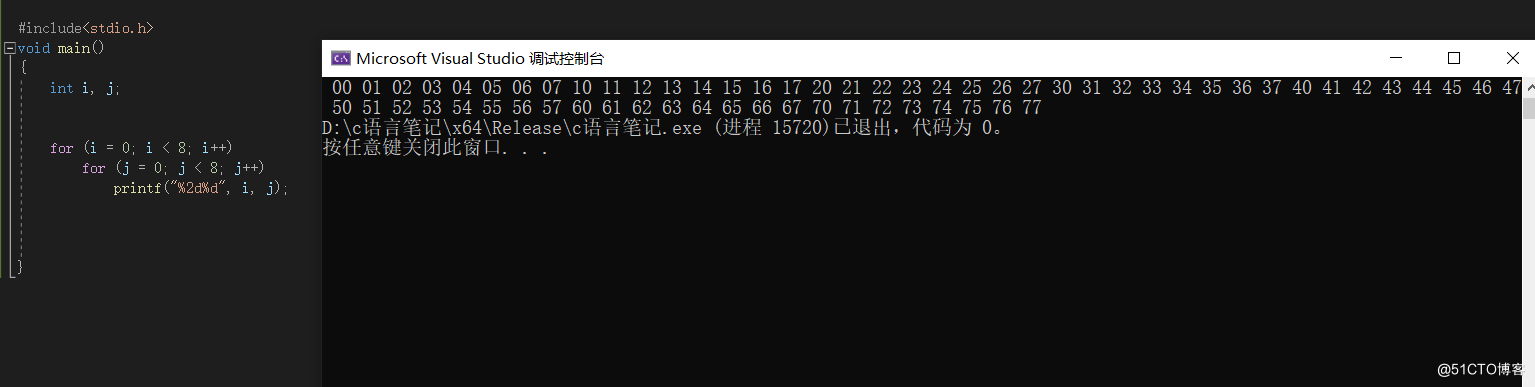 #include<stdio.h>
void main()
{
int i, j;
for (i = 0; i < 8; i++)
for (j = 0; j < 8; j++)
printf("%2d%d", i, j);
}
Microsoft Visual Studio 调试控制台
00 01 02 03 04 05 06 07 10 11 12 13 14 15 16 17 20 21 22 23 24 25 26 27 30 31 32 33 34 35 36 37 40 41 42 43 44 45 46 47
50 51 52 53 54 55 56 57 60 61 62 63 64 65 66 67 70 71 72 73 74 75 76 77
D:\c语言笔记\x64\Release\c语言笔记.exe (进程 15720)已退出，代码为 0。
按任意键关闭此窗口. . .
@51CTO博客